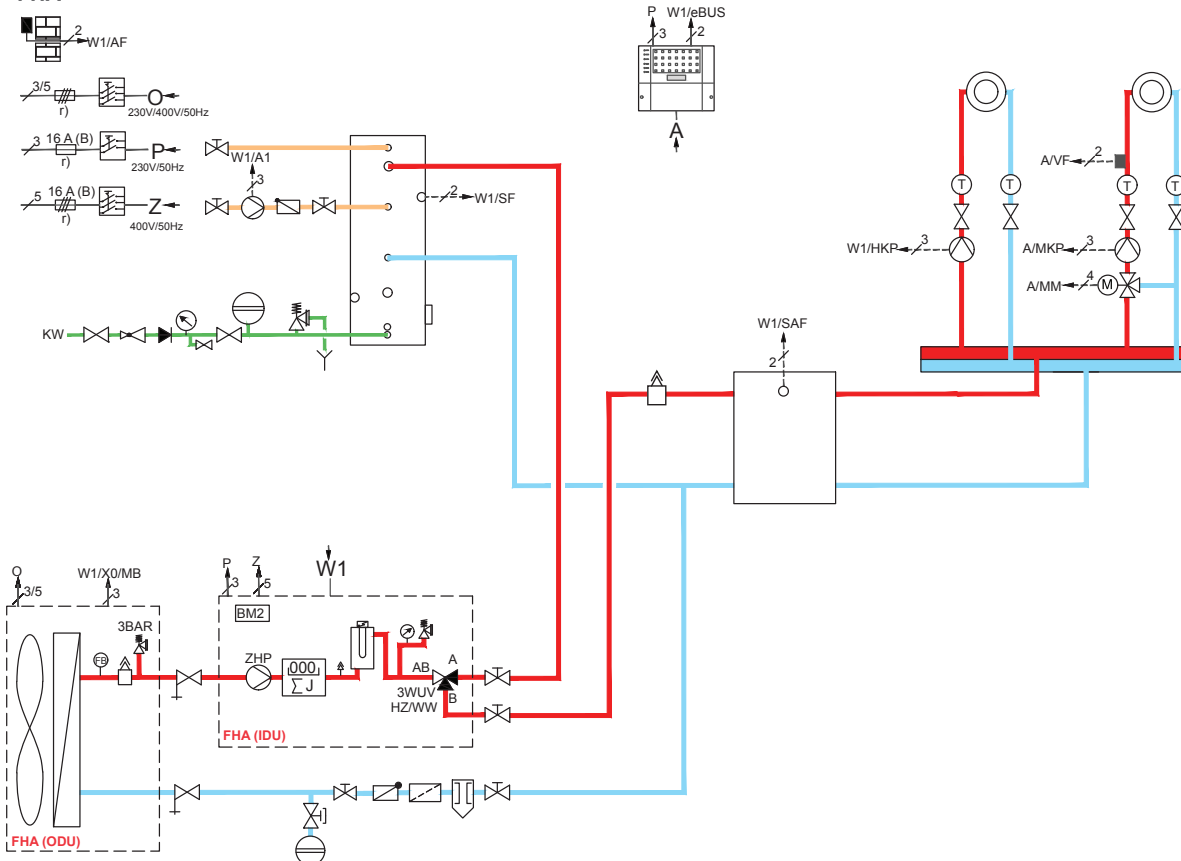 2
W1/AF
3/5
r)
O
230V/400V/50Hz
3
16 A (B)
r)
P
230V/50Hz
5
16 A (B)
r)
Z
400V/50Hz
W1/A1
3
2
W1/SF
KW
P
W1/eBUS
3
2
A
A/VF
2
T
T
T
T
W1/HKP
3
A/MKP
3
A/MM
4
M
W1/SAF
2
O
3/5
W1/X0/MB
3
3BAR
FB
FHA (ODU)
P
3
Z
5
W1
BM2
ZHP
000
∑ J
AB
A
B
3WUV
HZ/WW
FHA (IDU)